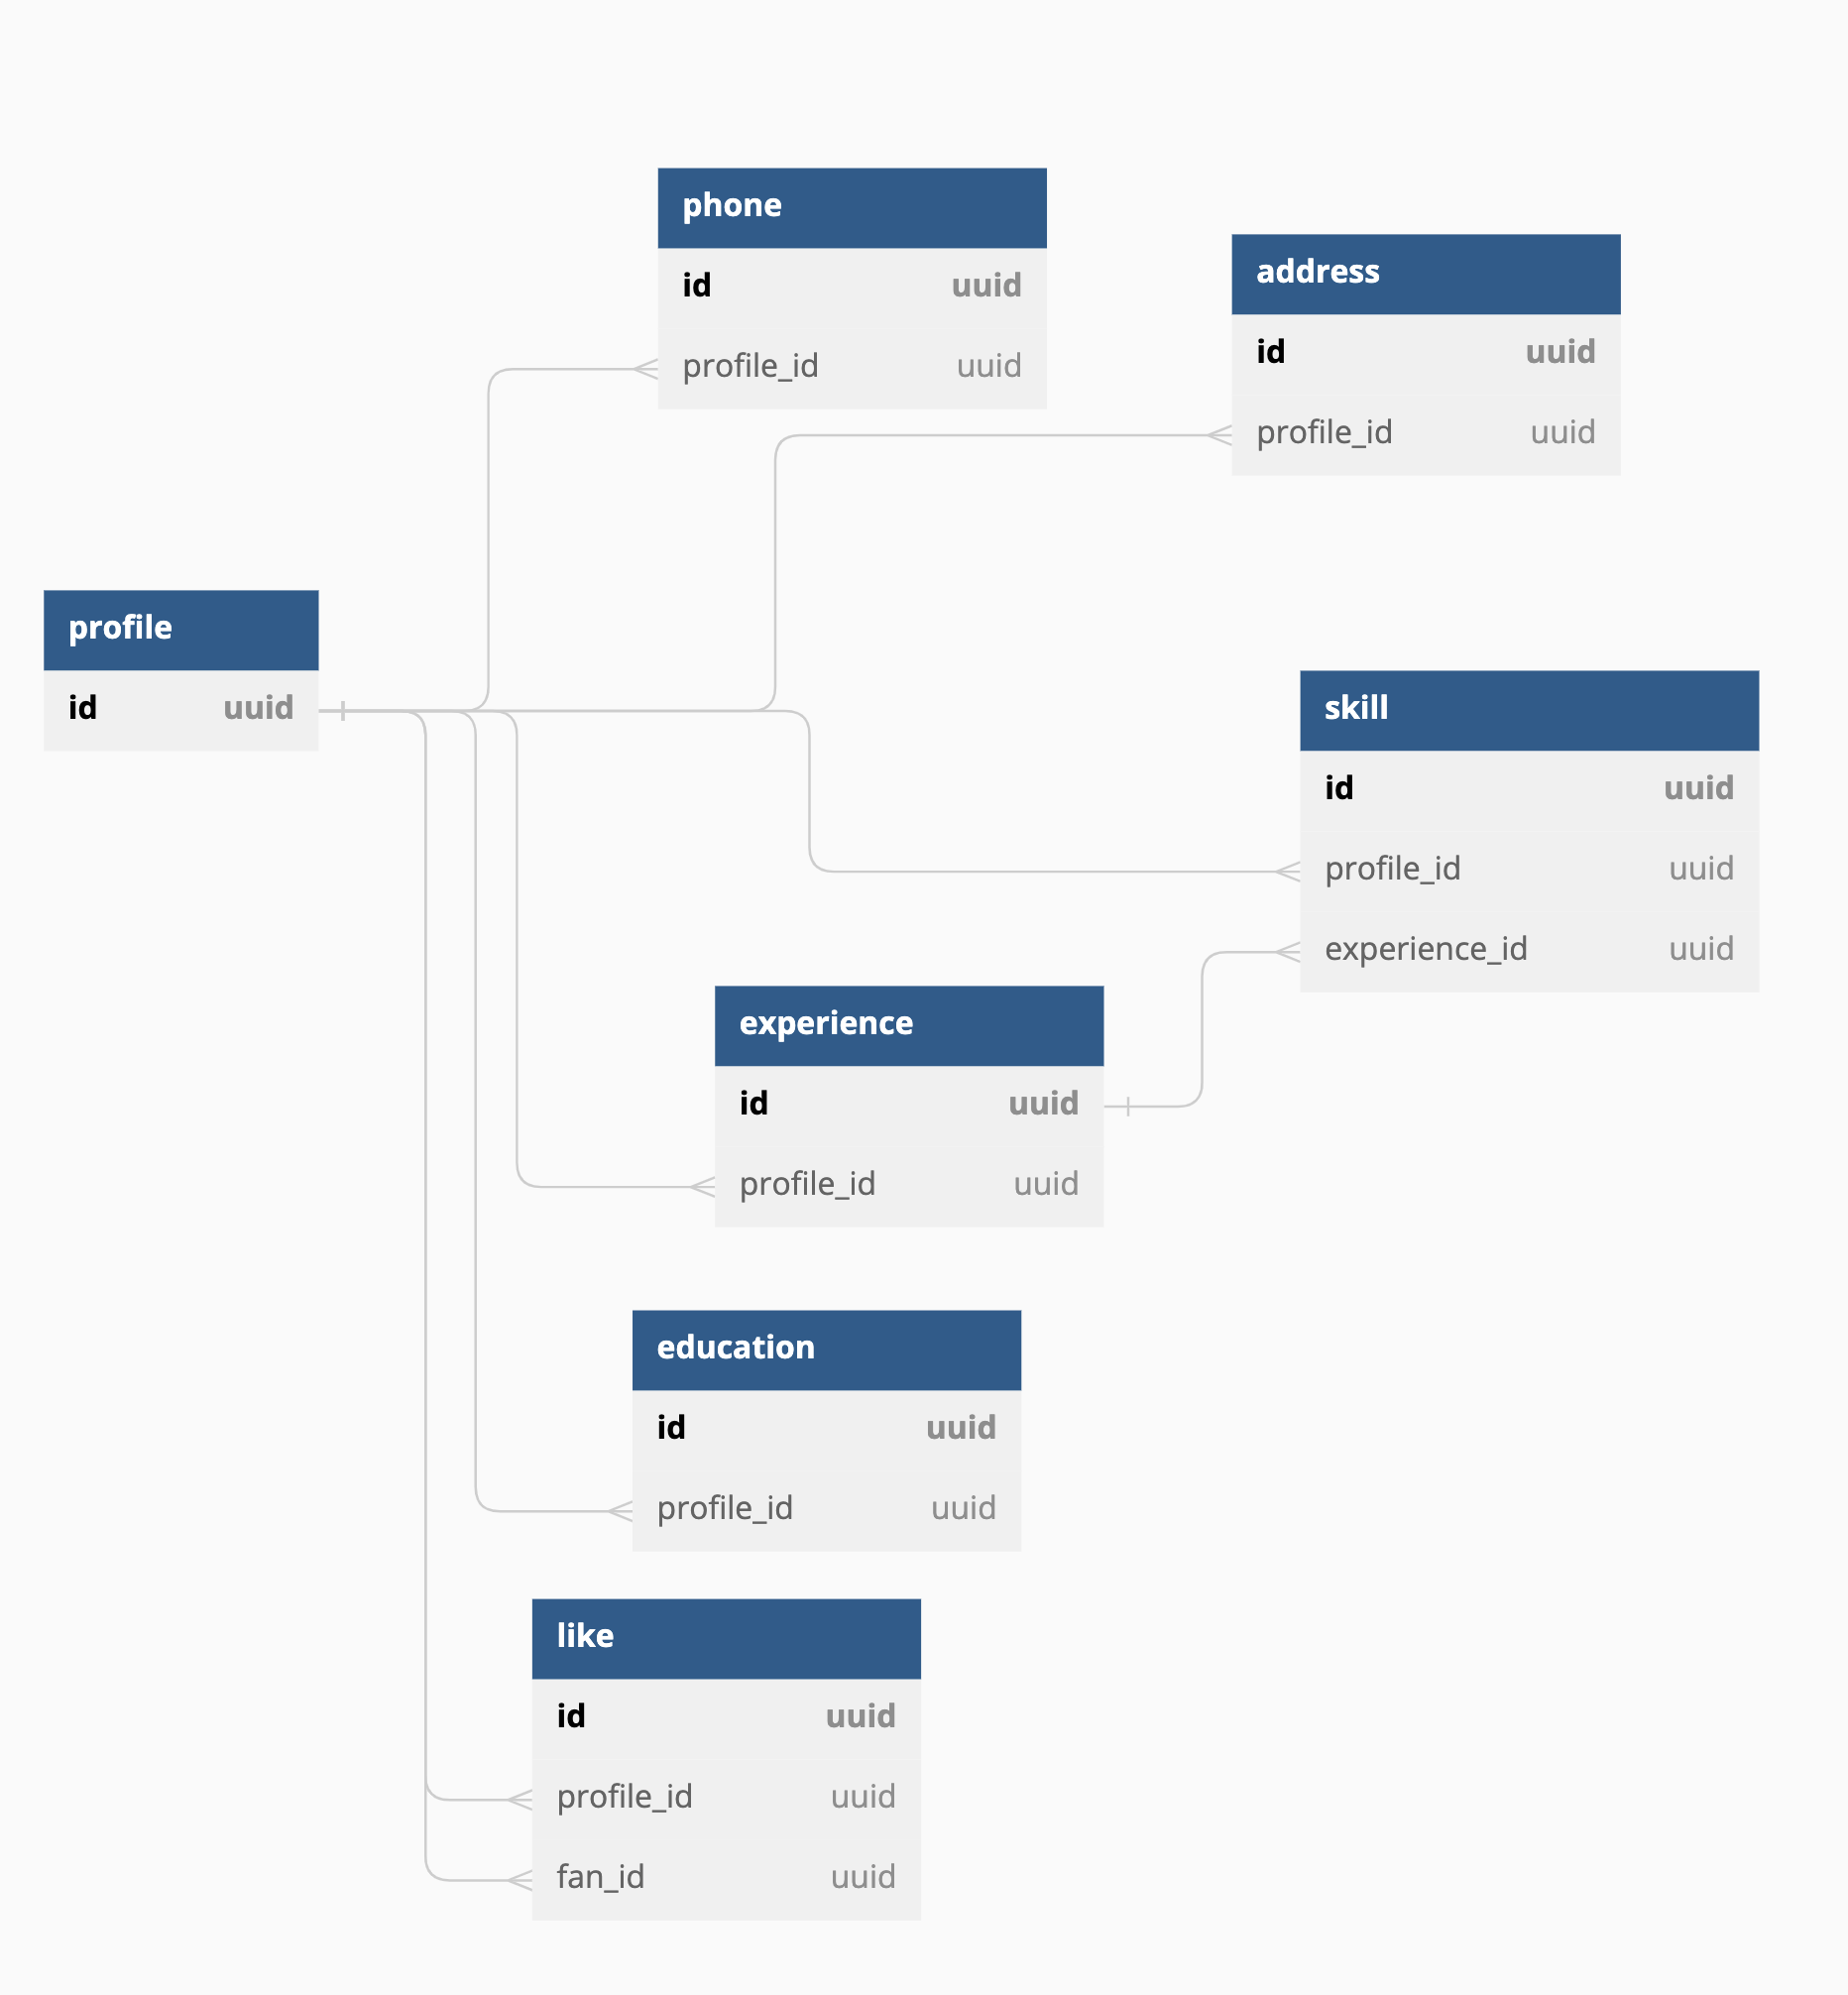 phone
id uuid
profile_id uuid
address
id uuid
profile_id uuid
profile
id uuid
skill
id uuid
profile_id uuid
experience_id uuid
experience
id uuid
profile_id uuid
education
id uuid
profile_id uuid
like
id uuid
profile_id uuid
fan_id uuid